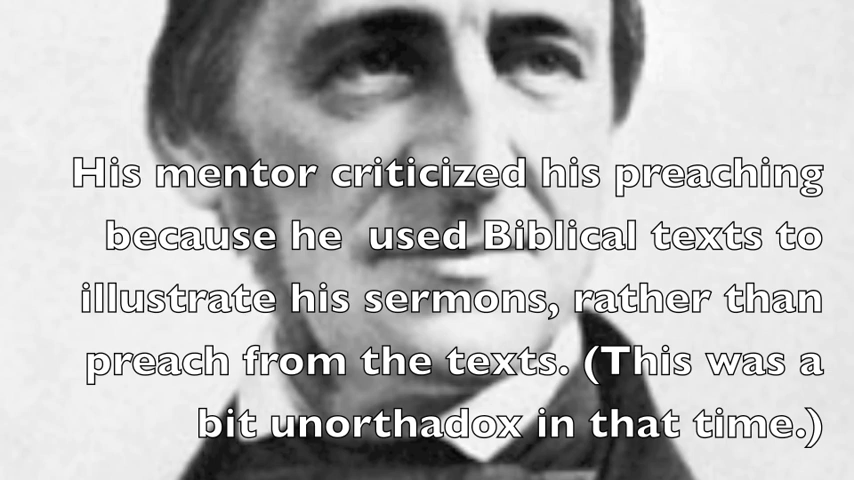 His mentor criticized his preaching
because he  used Biblical texts to
illustrate his sermons, rather than
preach from the texts. (This was a
bit unorthadox in that time.)